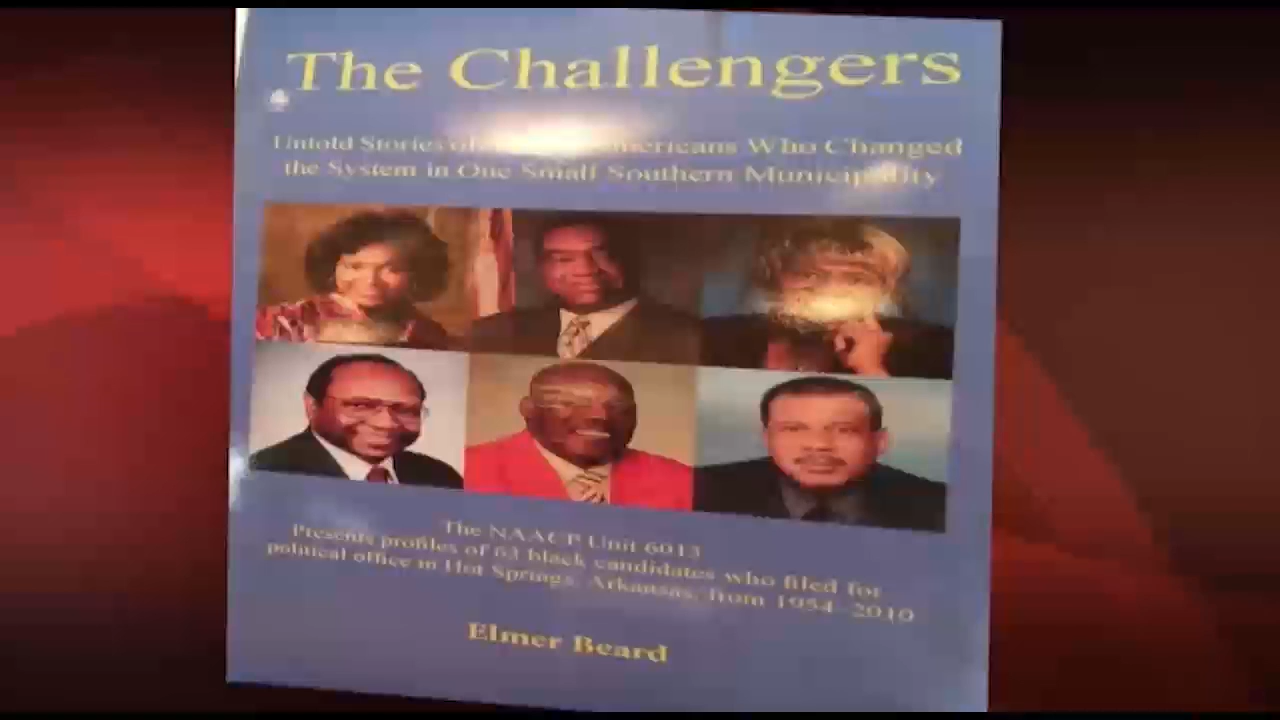 The Challengers
Untold Stories of Americans Who Changed
the System in One Small Southern Municipality
The NAACP Unit 6013
Presents profiles of 63 black candidates who filed for
political office in Hot Springs, Arkansas, from 1954-2010
Elmer Beard